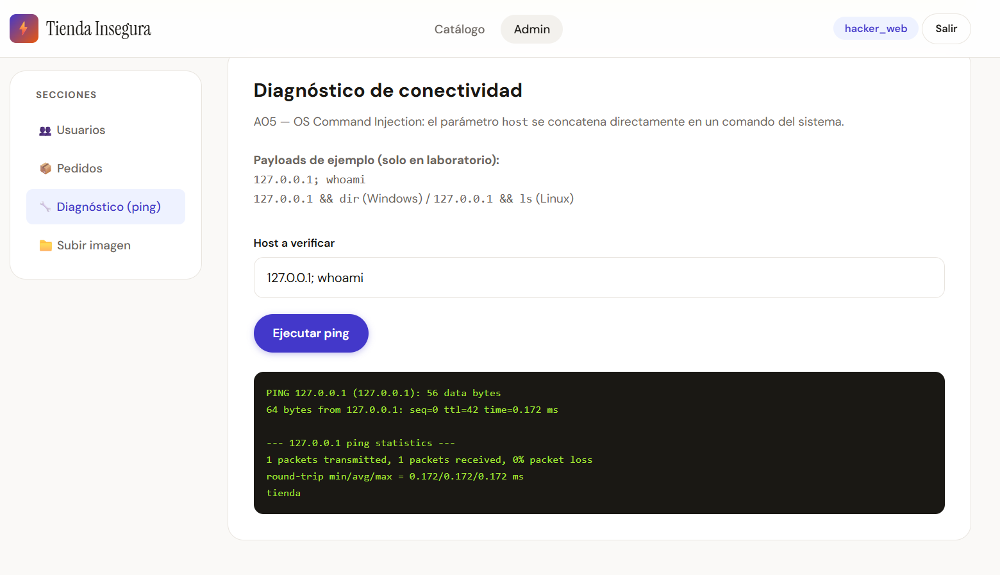 Tienda Insegura
Catálogo
Admin
hacker_web
Salir
SECCIONES
Usuarios
Pedidos
Diagnóstico (ping)
Subir imagen
Diagnóstico de conectividad
A05 — OS Command Injection: el parámetro host se concatena directamente en un comando del sistema.
Payloads de ejemplo (solo en laboratorio):
127.0.0.1; whoami
127.0.0.1 && dir (Windows) / 127.0.0.1 && ls (Linux)
Host a verificar
127.0.0.1; whoami
Ejecutar ping
PING 127.0.0.1 (127.0.0.1): 56 data bytes
64 bytes from 127.0.0.1: seq=0 ttl=42 time=0.172 ms
--- 127.0.0.1 ping statistics ---
1 packets transmitted, 1 packets received, 0% packet loss
round-trip min/avg/max = 0.172/0.172/0.172 ms
tienda